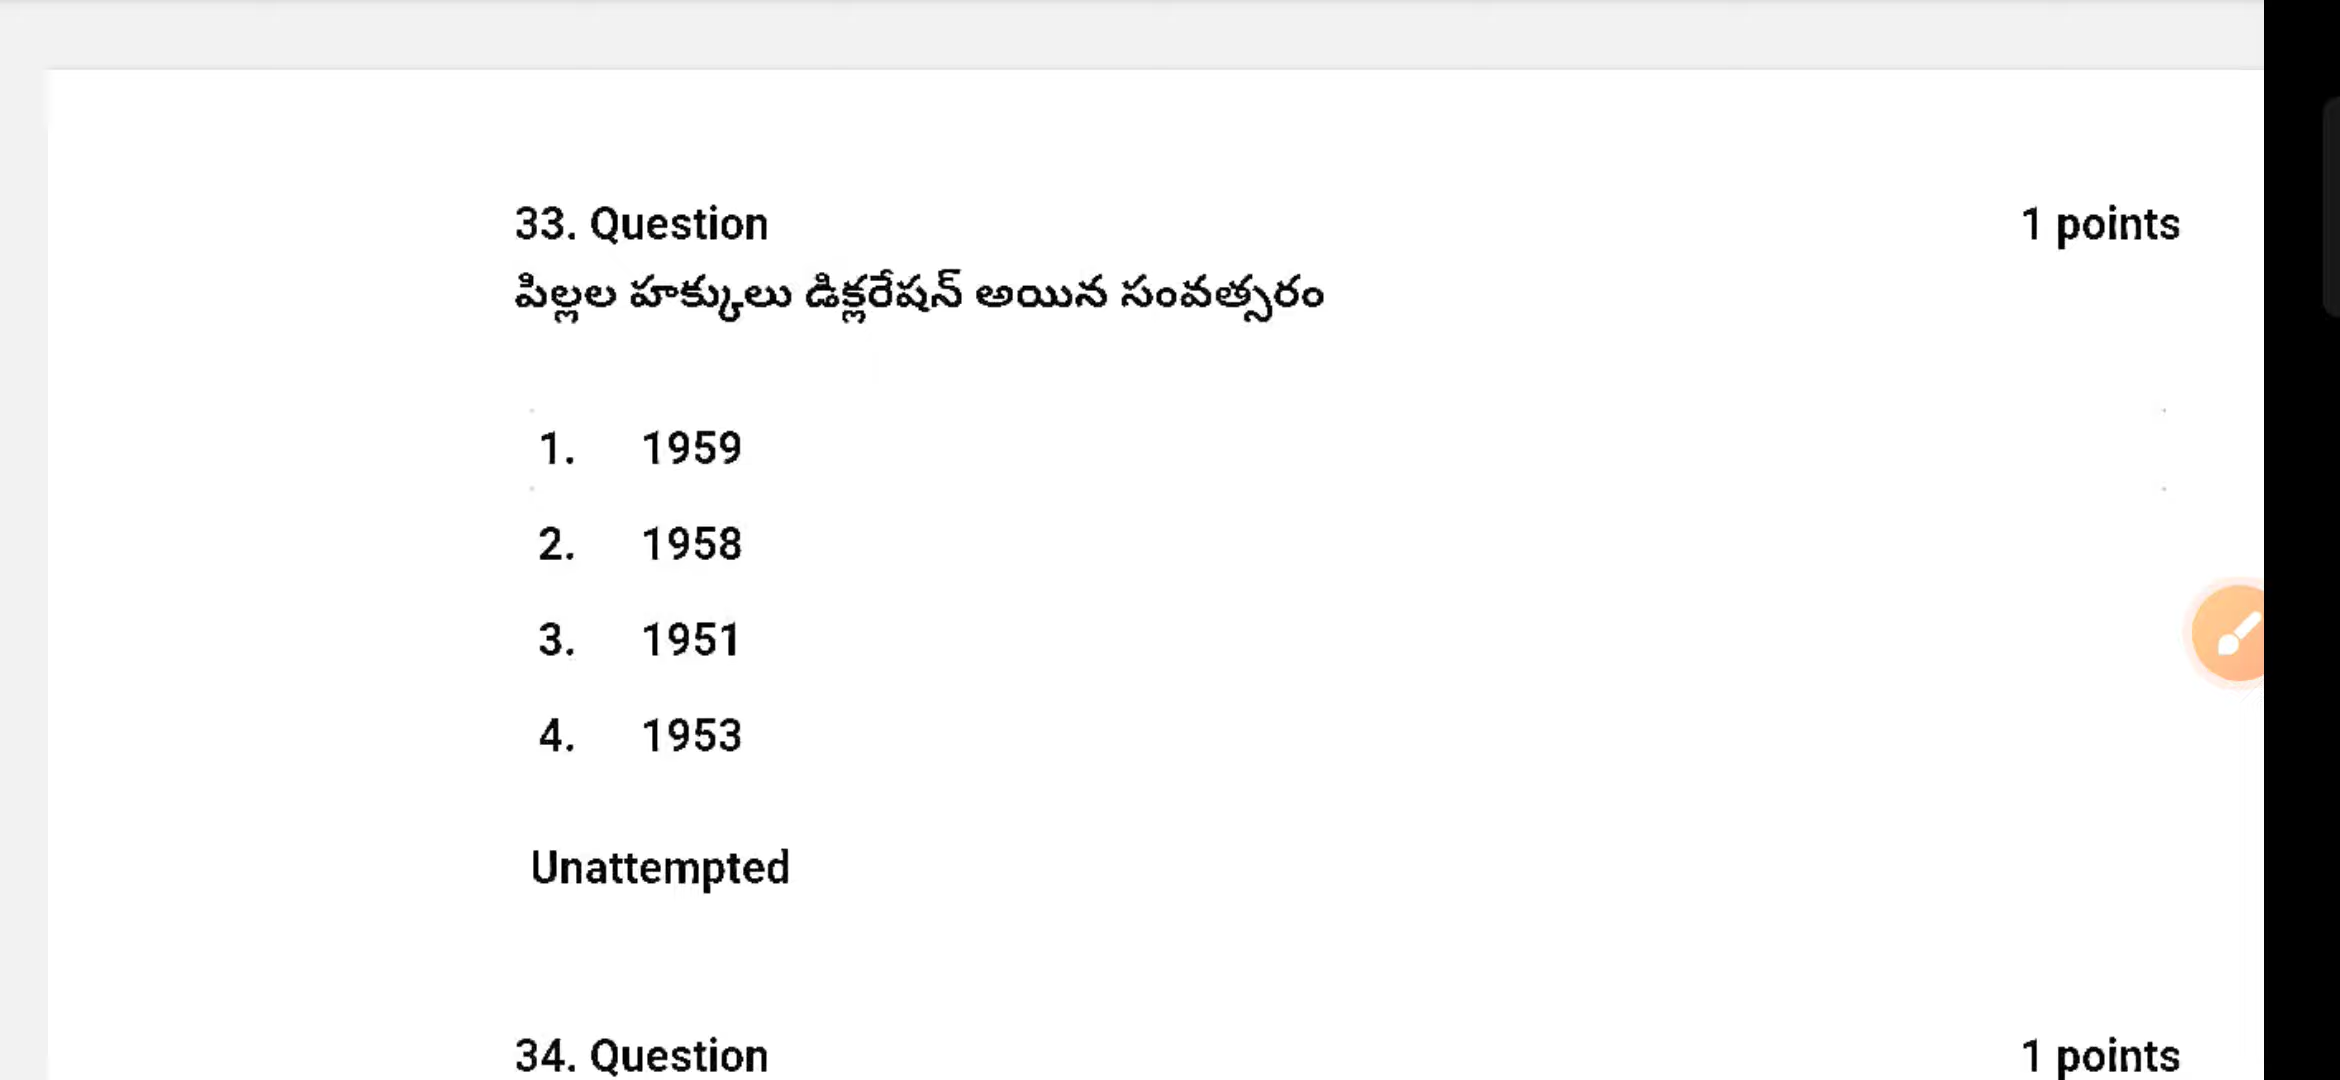 33. Question 1 points
పిల్లల హక్కులు డిక్లరేషన్ అయిన సంవత్సరం
1. 1959
2. 1958
3. 1951
4. 1953
Unattempted
34. Question 1 points